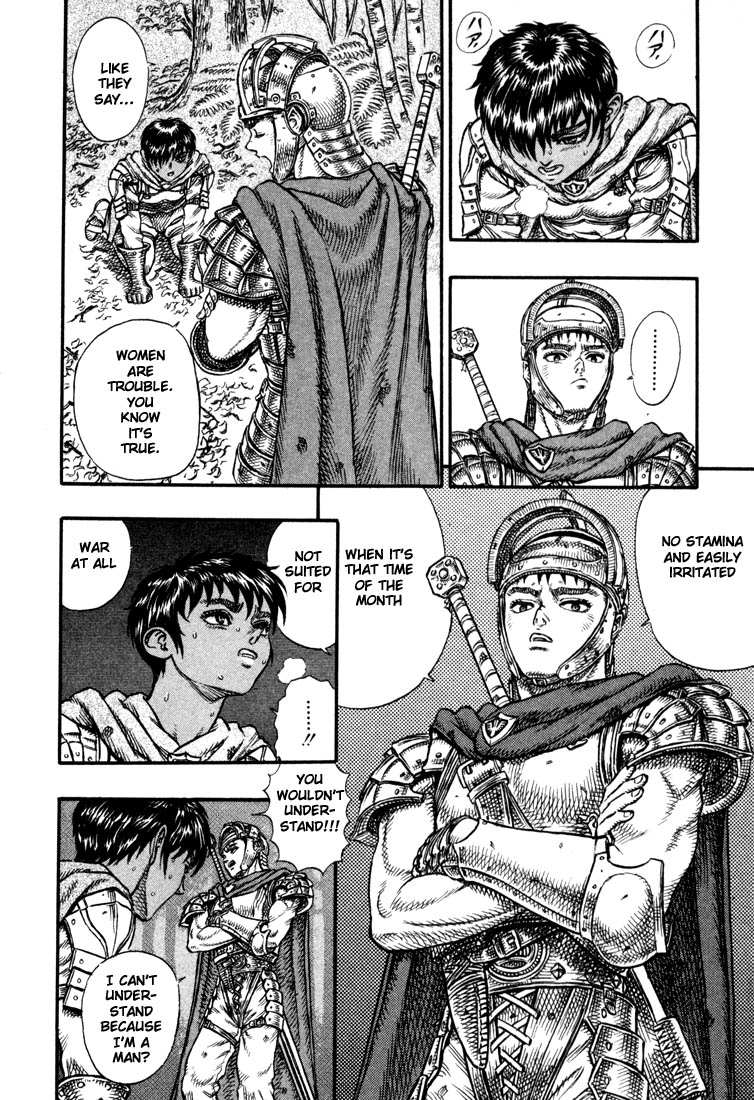 ハァ
ハァ
........
LIKE
THEY
SAY...
WOMEN
ARE
TROUBLE.
YOU
KNOW
IT'S
TRUE.
NO STAMINA
AND EASILY
IRRITATED
WHEN IT'S
THAT TIME
OF THE
MONTH
NOT
SUITED
FOR
WAR
AT ALL
......!!
YOU
WOULDN'T
UNDER-
STAND!!!
I CAN'T
UNDER-
STAND
BECAUSE
I'M A
MAN?